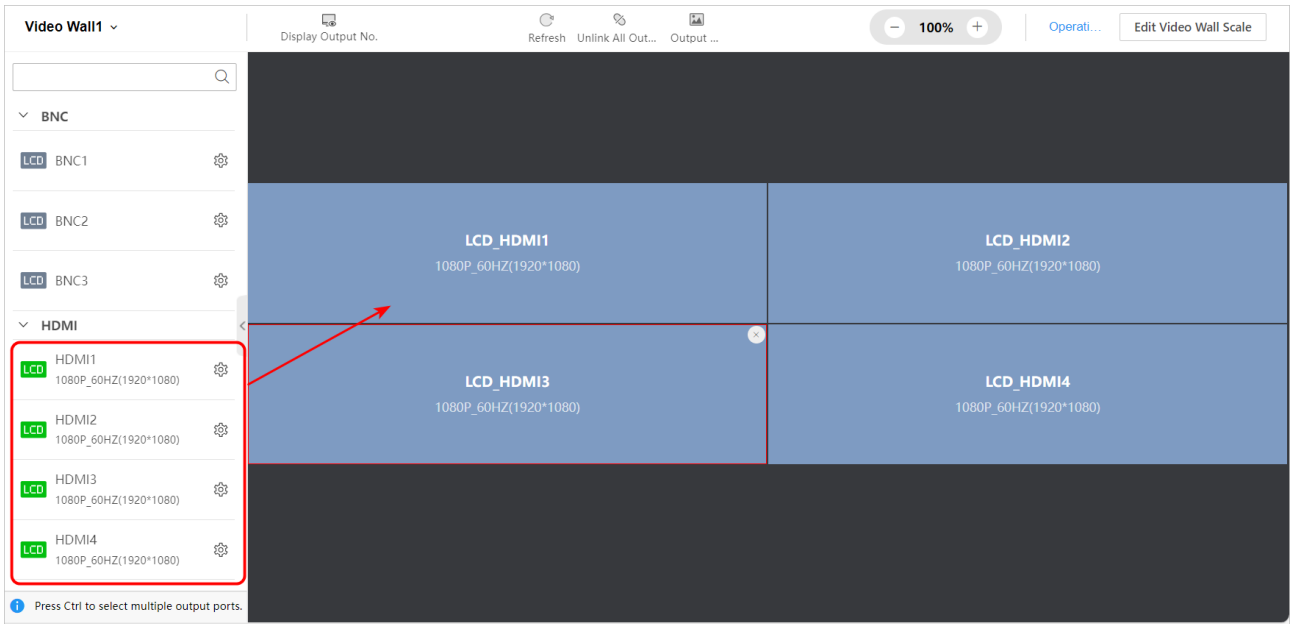 Video Wall1
Display Output No.
Refresh
Unlink All Out...
Output ...
100%
Operati...
Edit Video Wall Scale
BNC
LCD BNC1
LCD BNC2
LCD BNC3
HDMI
LCD HDMI1
1080P_60HZ(1920*1080)
LCD HDMI2
1080P_60HZ(1920*1080)
LCD HDMI3
1080P_60HZ(1920*1080)
LCD HDMI4
1080P_60HZ(1920*1080)
Press Ctrl to select multiple output ports.
LCD_HDMI1
1080P_60HZ(1920*1080)
LCD_HDMI2
1080P_60HZ(1920*1080)
LCD_HDMI3
1080P_60HZ(1920*1080)
LCD_HDMI4
1080P_60HZ(1920*1080)